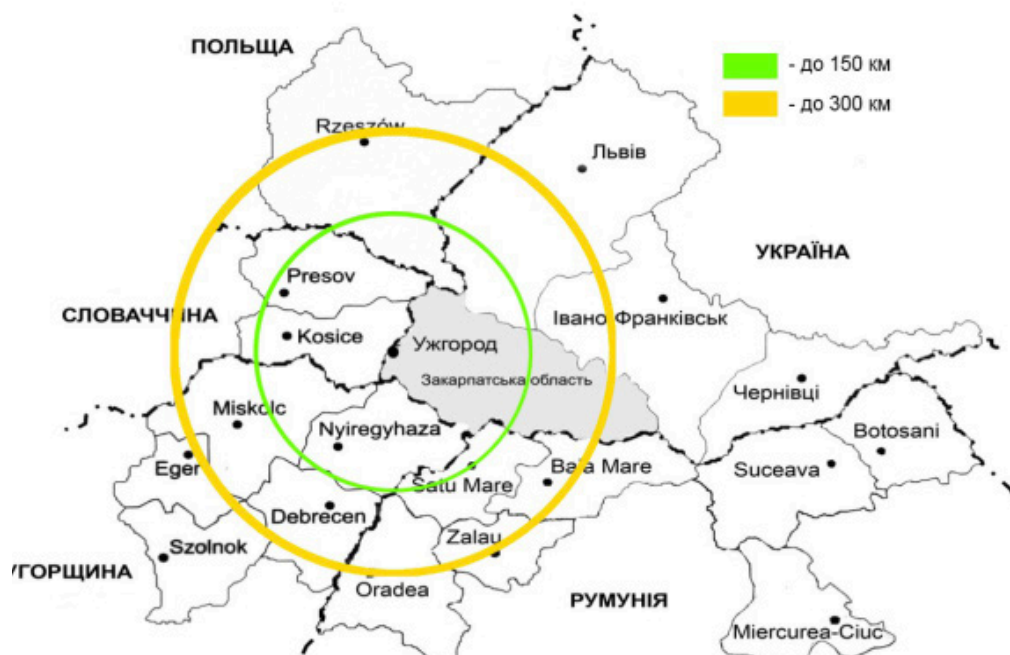 ПОЛЬЩА
- до 150 км
- до 300 км
Rzeszów
Львів
УКРАЇНА
Presov
СЛОВАЧЧИНА
Kosice
Ужгород
Івано-Франківськ
Закарпатська область
Чернівці
Miskolc
Nyiregyhaza
Botosani
Eger
Satu Mare
Baia Mare
Suceava
Debrecen
Zalau
Szolnok
УГОРЩИНА
Oradea
РУМУНІЯ
Miercurea-Ciuc